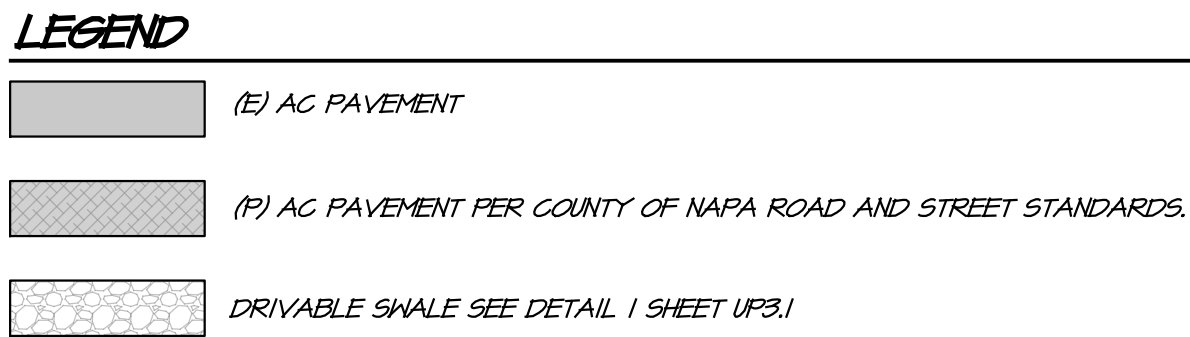 LEGEND
(E) AC PAVEMENT
(P) AC PAVEMENT PER COUNTY OF NAPA ROAD AND STREET STANDARDS.
DRIVABLE SWALE SEE DETAIL 1 SHEET UP3.1